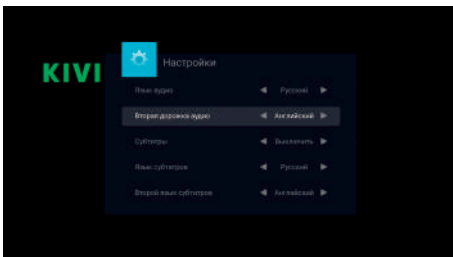 KIVI
Настройки
Язык аудио Русский
Вторая дорожка аудио Английский
Субтитры Выключить
Язык субтитров Русский
Второй язык субтитров Английский